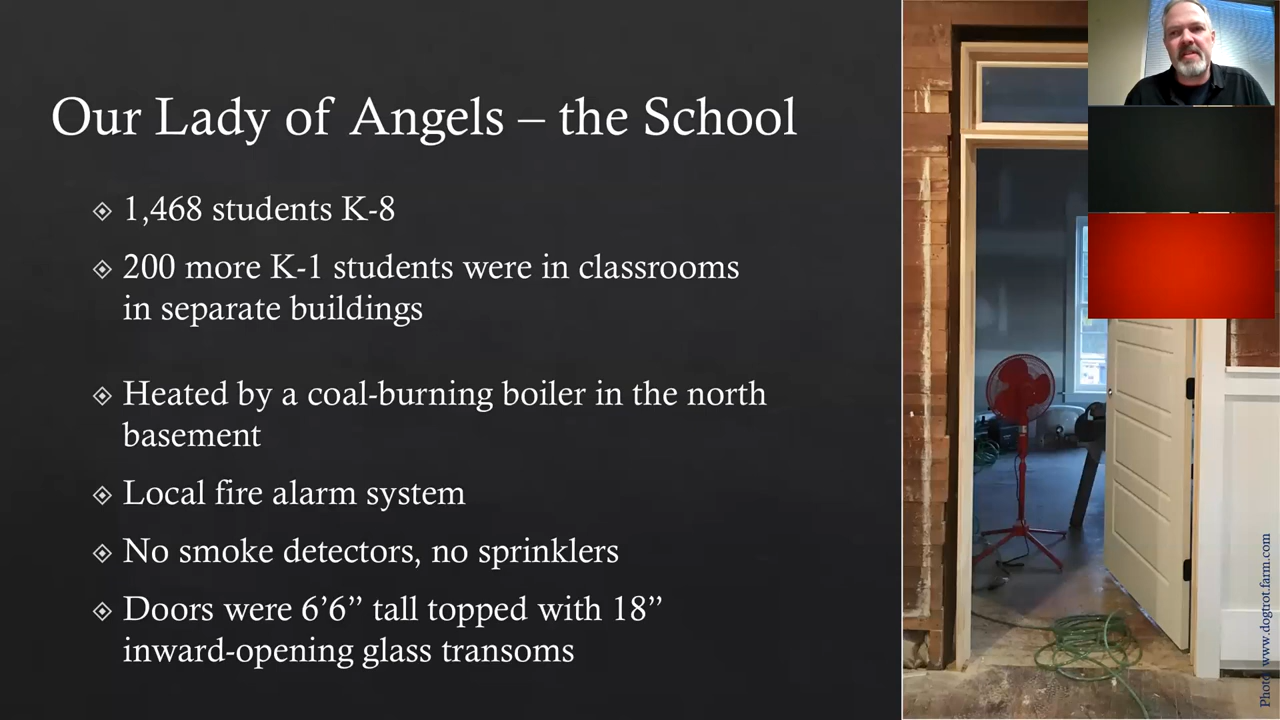 Our Lady of Angels – the School
1,468 students K-8
200 more K-1 students were in classrooms
in separate buildings
Heated by a coal-burning boiler in the north
basement
Local fire alarm system
No smoke detectors, no sprinklers
Doors were 6’6” tall topped with 18”
inward-opening glass transoms
Photo: www.dogtrot.farm.com